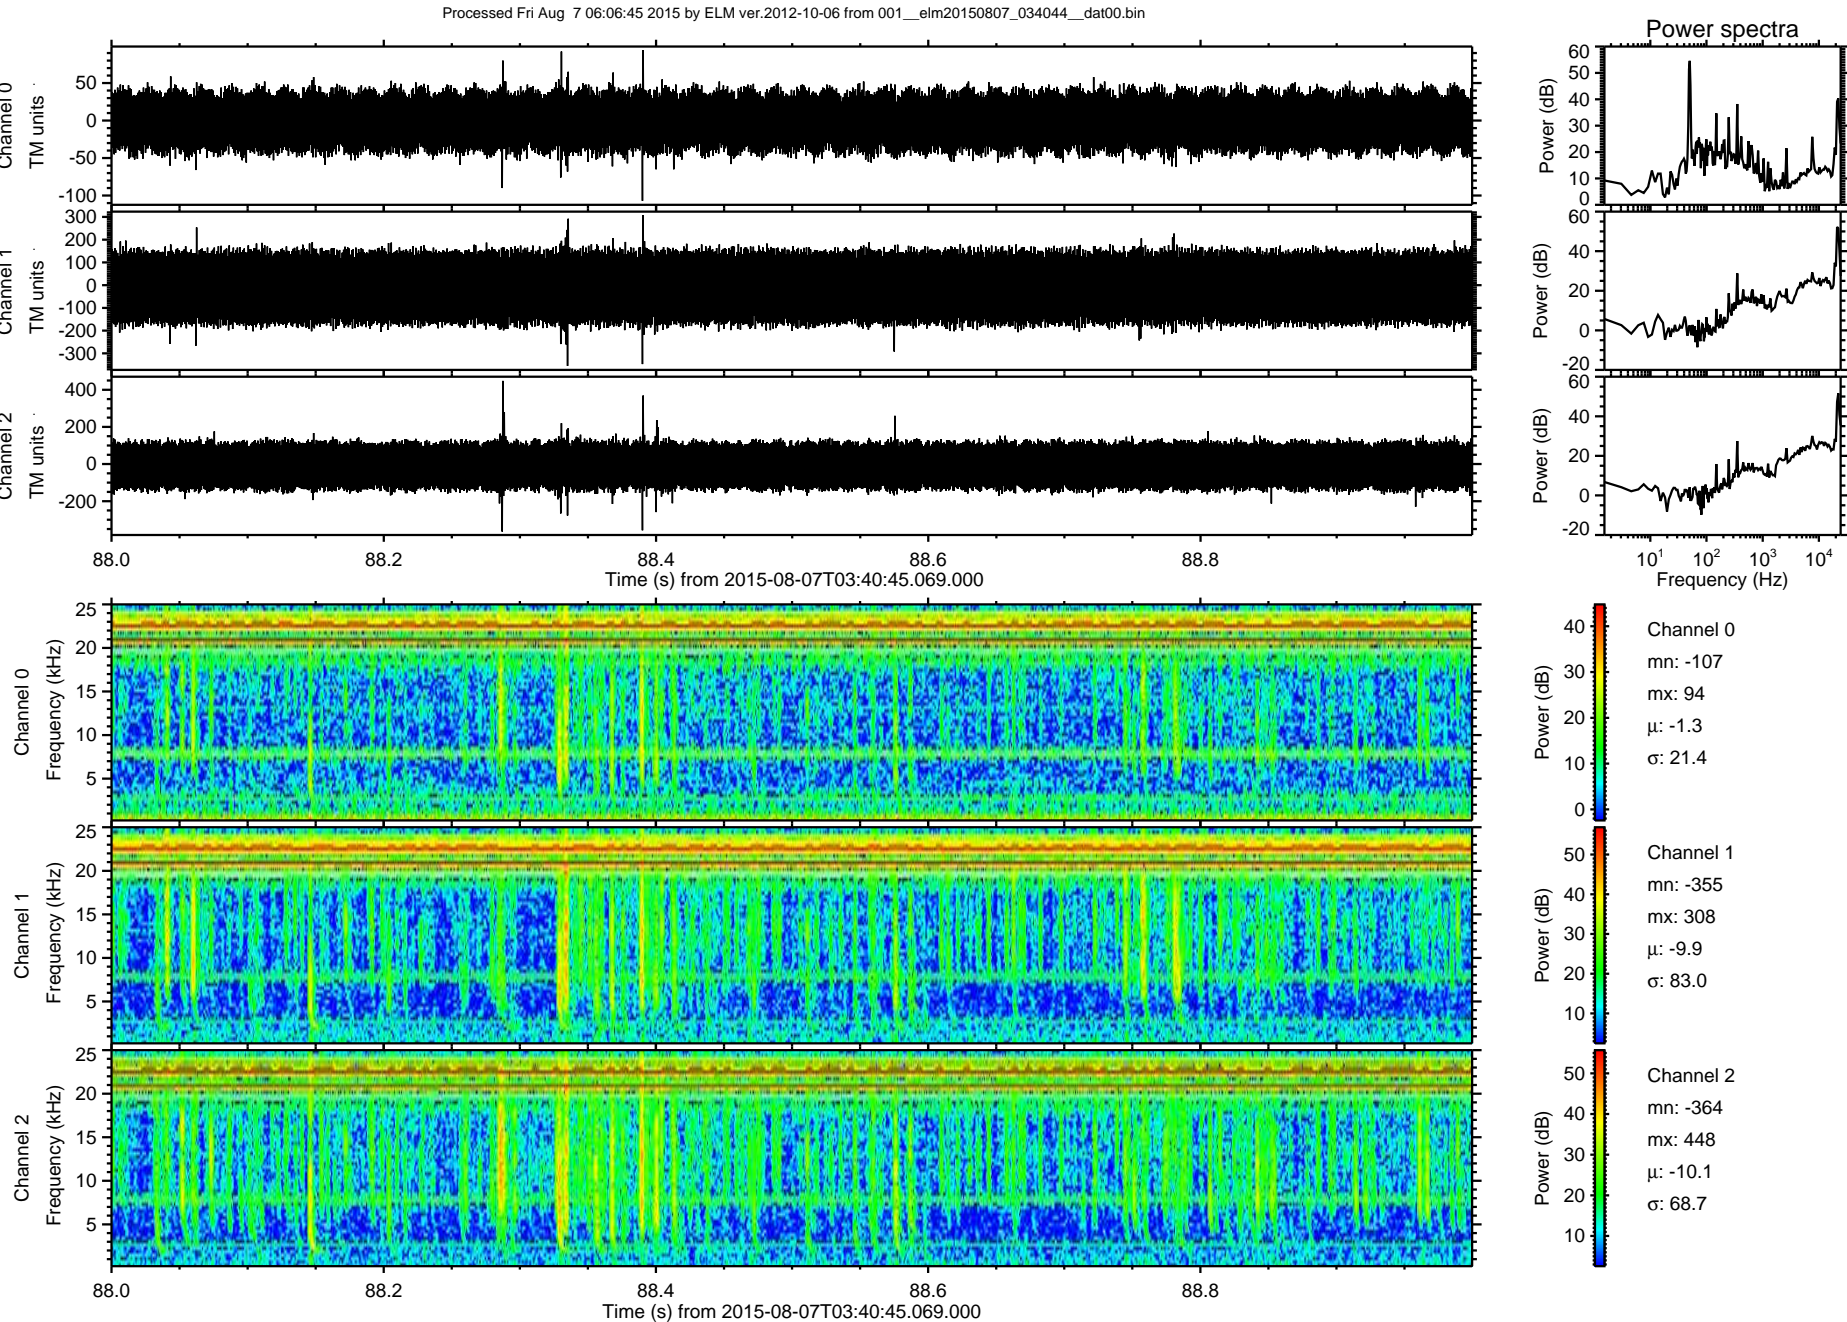 Processed Fri Aug  7 06:06:45 2015 by ELM ver.2012-10-06 from 001__elm20150807_034044__dat00.bin
Power spectra
Channel 0
TM units
50
0
-50
-100
Power (dB)
60
50
40
30
20
10
0
Channel 1
TM units
300
200
100
0
-100
-200
-300
Power (dB)
60
40
20
0
-20
Channel 2
TM units
400
200
0
-200
Power (dB)
60
40
20
0
-20
88.0 88.2 88.4 88.6 88.8
Time (s) from 2015-08-07T03:40:45.069.000
10^1 10^2 10^3 10^4
Frequency (Hz)
Channel 0
Frequency (kHz)
25
20
15
10
5
Power (dB)
40
30
20
10
0
Channel 0
mn: -107
mx: 94
μ: -1.3
σ: 21.4
Channel 1
Frequency (kHz)
25
20
15
10
5
Power (dB)
50
40
30
20
10
Channel 1
mn: -355
mx: 308
μ: -9.9
σ: 83.0
Channel 2
Frequency (kHz)
25
20
15
10
5
Power (dB)
50
40
30
20
10
Channel 2
mn: -364
mx: 448
μ: -10.1
σ: 68.7
88.0 88.2 88.4 88.6 88.8
Time (s) from 2015-08-07T03:40:45.069.000